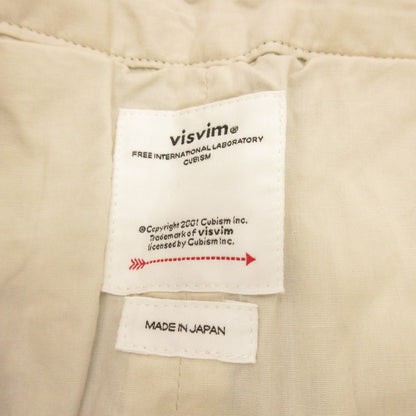 visvim®
FREE INTERNATIONAL LABORATORY
CUBISM
©Copyright 2001 Cubism Inc.
Trademark of visvim
licensed by Cubism Inc.
MADE IN JAPAN